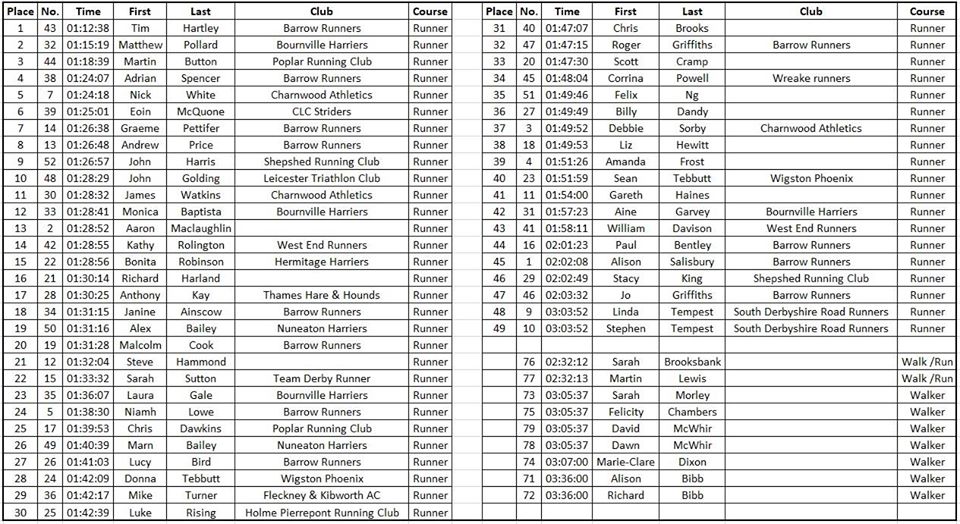 Place No. Time First Last Club Course
1 43 01:12:38 Tim Hartley Barrow Runners Runner
2 32 01:15:19 Matthew Pollard Bournville Harriers Runner
3 44 01:18:39 Martin Button Poplar Running Club Runner
4 38 01:24:07 Adrian Spencer Barrow Runners Runner
5 7 01:24:18 Nick White Charnwood Athletics Runner
6 39 01:25:01 Eoin McQuone CLC Striders Runner
7 14 01:26:38 Graeme Pettifer Barrow Runners Runner
8 13 01:26:48 Andrew Price Barrow Runners Runner
9 52 01:26:57 John Harris Shepshed Running Club Runner
10 48 01:28:29 John Golding Leicester Triathlon Club Runner
11 30 01:28:32 James Watkins Charnwood Athletics Runner
12 33 01:28:41 Monica Baptista Bournville Harriers Runner
13 2 01:28:52 Aaron Maclaughlin Runner
14 42 01:28:55 Kathy Rolington West End Runners Runner
15 22 01:28:56 Bonita Robinson Hermitage Harriers Runner
16 21 01:30:14 Richard Harland Runner
17 28 01:30:25 Anthony Kay Thames Hare & Hounds Runner
18 34 01:31:15 Janine Ainscow Barrow Runners Runner
19 50 01:31:16 Alex Bailey Nuneaton Harriers Runner
20 19 01:31:28 Malcolm Cook Barrow Runners Runner
21 12 01:32:04 Steve Hammond Runner
22 15 01:33:32 Sarah Sutton Team Derby Runner Runner
23 35 01:36:07 Laura Gale Bournville Harriers Runner
24 5 01:38:30 Niamh Lowe Barrow Runners Runner
25 17 01:39:53 Chris Dawkins Poplar Running Club Runner
26 49 01:40:39 Marn Bailey Nuneaton Harriers Runner
27 26 01:41:03 Lucy Bird Barrow Runners Runner
28 24 01:42:09 Donna Tebbutt Wigston Phoenix Runner
29 36 01:42:17 Mike Turner Fleckney & Kibworth AC Runner
30 25 01:42:39 Luke Rising Holme Pierrepont Running Club Runner
Place No. Time First Last Club Course
31 40 01:47:07 Chris Brooks Runner
32 47 01:47:15 Roger Griffiths Barrow Runners Runner
33 20 01:47:30 Scott Cramp Runner
34 45 01:48:04 Corrina Powell Wreake runners Runner
35 51 01:49:46 Felix Ng Runner
36 27 01:49:49 Billy Dandy Runner
37 3 01:49:52 Debbie Sorby Charnwood Athletics Runner
38 18 01:49:53 Liz Hewitt Runner
39 4 01:51:26 Amanda Frost Runner
40 23 01:51:59 Sean Tebbutt Wigston Phoenix Runner
41 11 01:54:00 Gareth Haines Runner
42 31 01:57:23 Aine Garvey Bournville Harriers Runner
43 41 01:58:11 William Davison West End Runners Runner
44 16 02:01:23 Paul Bentley Barrow Runners Runner
45 1 02:02:08 Alison Salisbury Barrow Runners Runner
46 29 02:02:49 Stacy King Shepshed Running Club Runner
47 46 02:03:32 Jo Griffiths Barrow Runners Runner
48 9 03:03:52 Linda Tempest South Derbyshire Road Runners Runner
49 10 03:03:52 Stephen Tempest South Derbyshire Road Runners Runner
76 02:32:12 Sarah Brooksbank Walk /Run
77 02:32:13 Martin Lewis Walk /Run
73 03:05:37 Sarah Morley Walker
75 03:05:37 Felicity Chambers Walker
79 03:05:37 David McWhir Walker
78 03:05:37 Dawn McWhir Walker
74 03:07:00 Marie-Clare Dixon Walker
71 03:36:00 Alison Bibb Walker
72 03:36:00 Richard Bibb Walker